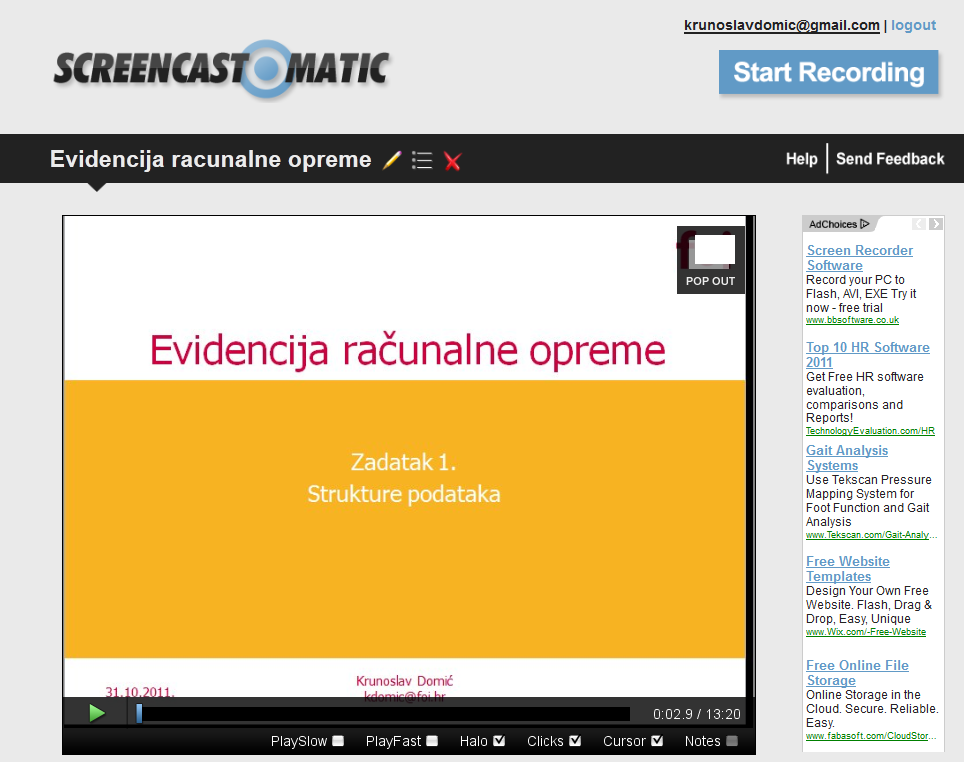 krunoslavdomic@gmail.com | logout
SCREENCAST O MATIC
Start Recording
Evidencija racunalne opreme
Help | Send Feedback
POP OUT
Evidencija računalne opreme
Zadatak 1.
Strukture podataka
31.10.2011.
Krunoslav Domić
kdomic@foi.hr
0:02.9 / 13:20
PlaySlow
PlayFast
Halo
Clicks
Cursor
Notes
AdChoices
Screen Recorder
Software
Record your PC to
Flash, AVI, EXE Try it
now - free trial
www.bbsoftware.co.uk
Top 10 HR Software
2011
Get Free HR software
evaluation,
comparisons and
Reports!
TechnologyEvaluation.com/HR
Gait Analysis
Systems
Use Tekscan Pressure
Mapping System for
Foot Function and Gait
Analysis
www.Tekscan.com/Gait-Analy...
Free Website
Templates
Design Your Own Free
Website. Flash, Drag &
Drop, Easy, Unique
www.Wix.com/-Free-Website
Free Online File
Storage
Online Storage in the
Cloud. Secure. Reliable.
Easy.
www.fabasoft.com/CloudStor...